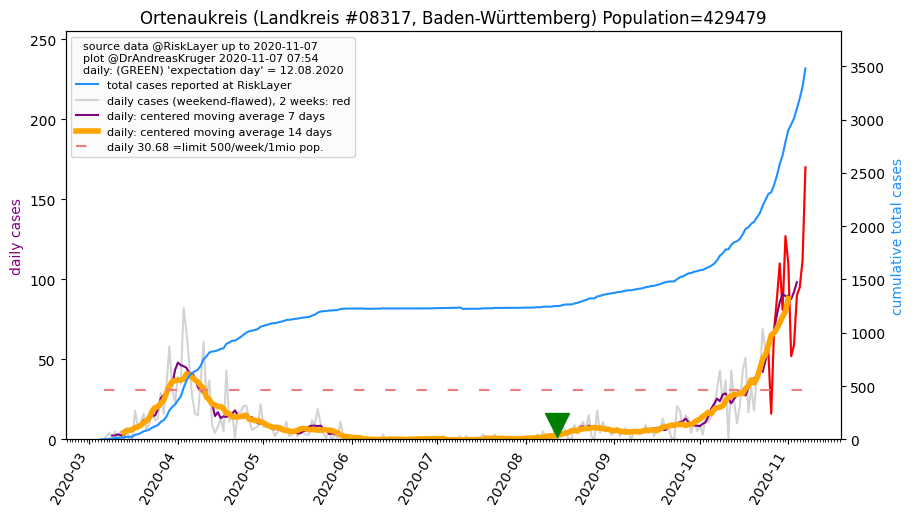 Ortenaukreis (Landkreis #08317, Baden-Württemberg) Population=429479
source data @RiskLayer up to 2020-11-07
plot @DrAndreasKruger 2020-11-07 07:54
daily: (GREEN) 'expectation day' = 12.08.2020
total cases reported at RiskLayer
daily cases (weekend-flawed), 2 weeks: red
daily: centered moving average 7 days
daily: centered moving average 14 days
daily 30.68 =limit 500/week/1mio pop.
daily cases
250
200
150
100
50
0
cumulative total cases
3500
3000
2500
2000
1500
1000
500
0
2020-03
2020-04
2020-05
2020-06
2020-07
2020-08
2020-09
2020-10
2020-11